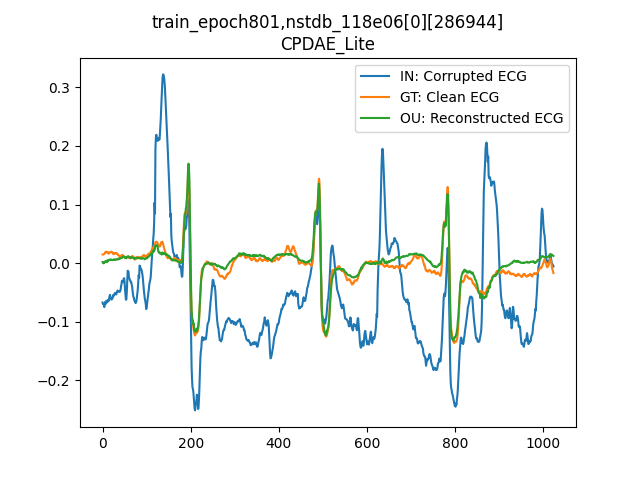 train_epoch801,nstdb_118e06[0][286944]
CPDAE_Lite
IN: Corrupted ECG
GT: Clean ECG
OU: Reconstructed ECG
0.3
0.2
0.1
0.0
−0.1
−0.2
0 200 400 600 800 1000